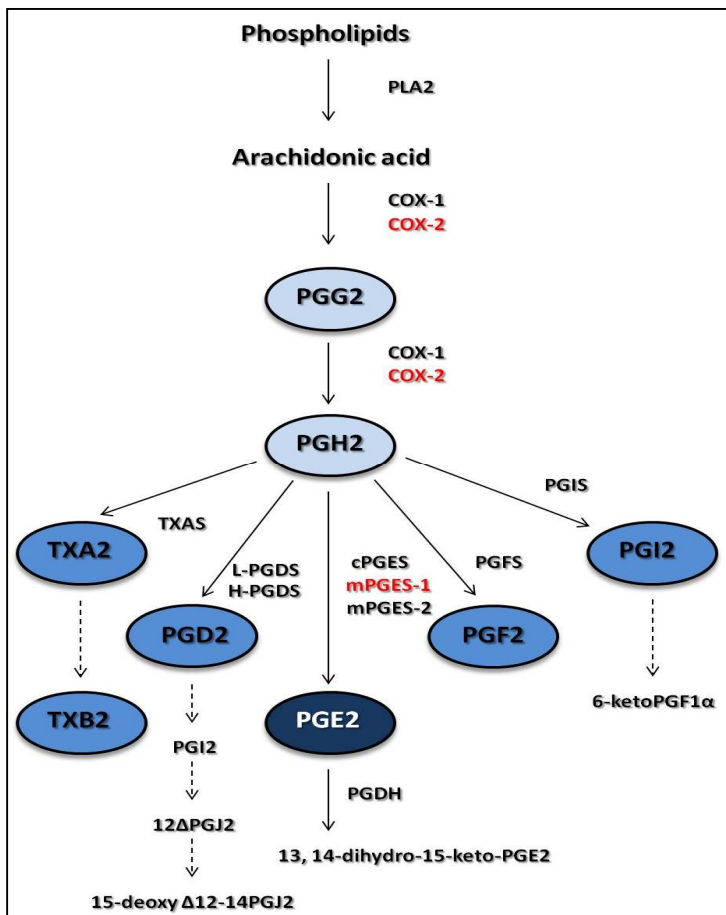 Phospholipids
PLA2
Arachidonic acid
COX-1
COX-2
PGG2
COX-1
COX-2
PGH2
PGIS
TXAS
TXA2
PGI2
L-PGDS
H-PGDS
cPGES
mPGES-1
mPGES-2
PGFS
PGD2
PGF2
6-ketoPGF1α
TXB2
PGE2
PGI2
PGDH
12ΔPGJ2
13, 14-dihydro-15-keto-PGE2
15-deoxy Δ12-14PGJ2